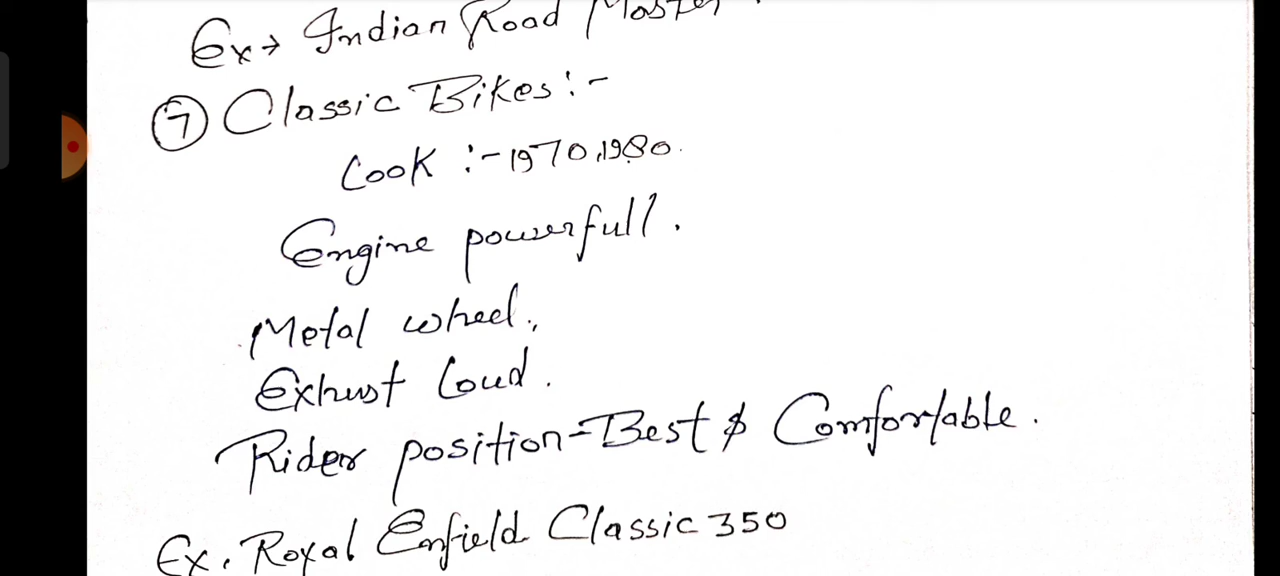 Ex→ Indian Road Master.
⑦ Classic Bikes:-
Look :-1970,1980.
Engine powerfull.
Metal wheel.,
Exhust Loud.
Rider position-Best & Comfortable.
Ex. Royal Enfield Classic 350